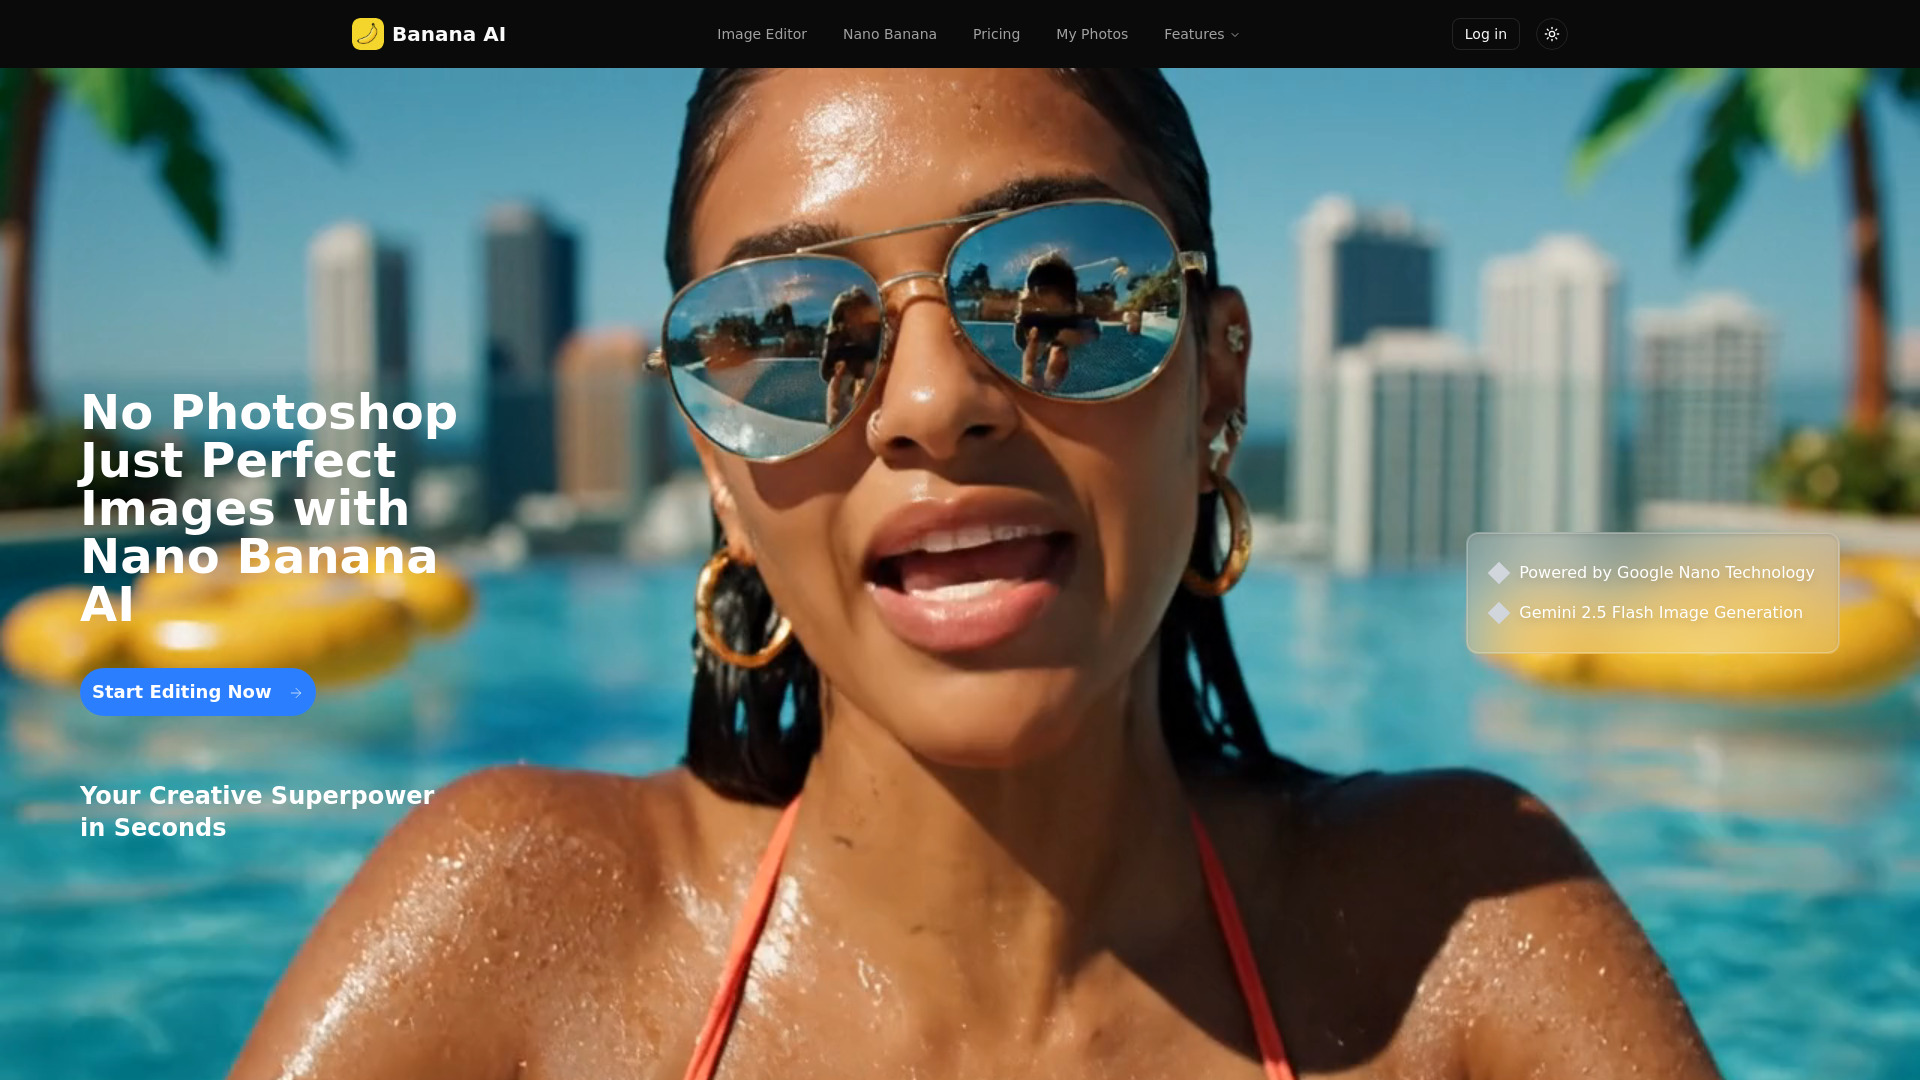 Banana AI
Image Editor
Nano Banana
Pricing
My Photos
Features
Log in
No Photoshop
Just Perfect
Images with
Nano Banana
AI
Start Editing Now
Your Creative Superpower
in Seconds
Powered by Google Nano Technology
Gemini 2.5 Flash Image Generation